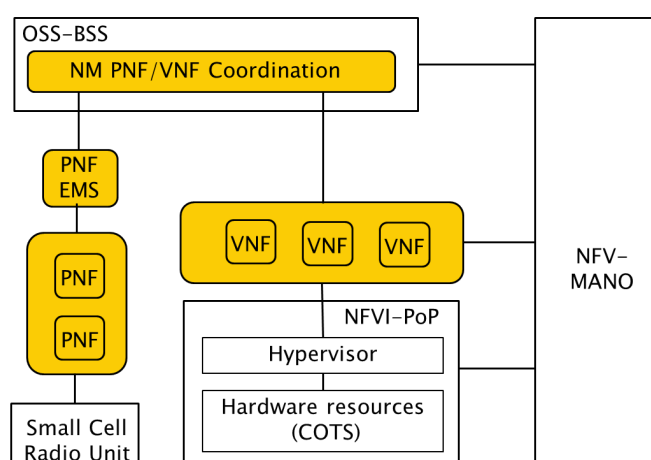 OSS-BSS
NM PNF/VNF Coordination
PNF
EMS
VNF
VNF
VNF
PNF
PNF
NFV-
MANO
NFVI-PoP
Hypervisor
Hardware resources
(COTS)
Small Cell
Radio Unit